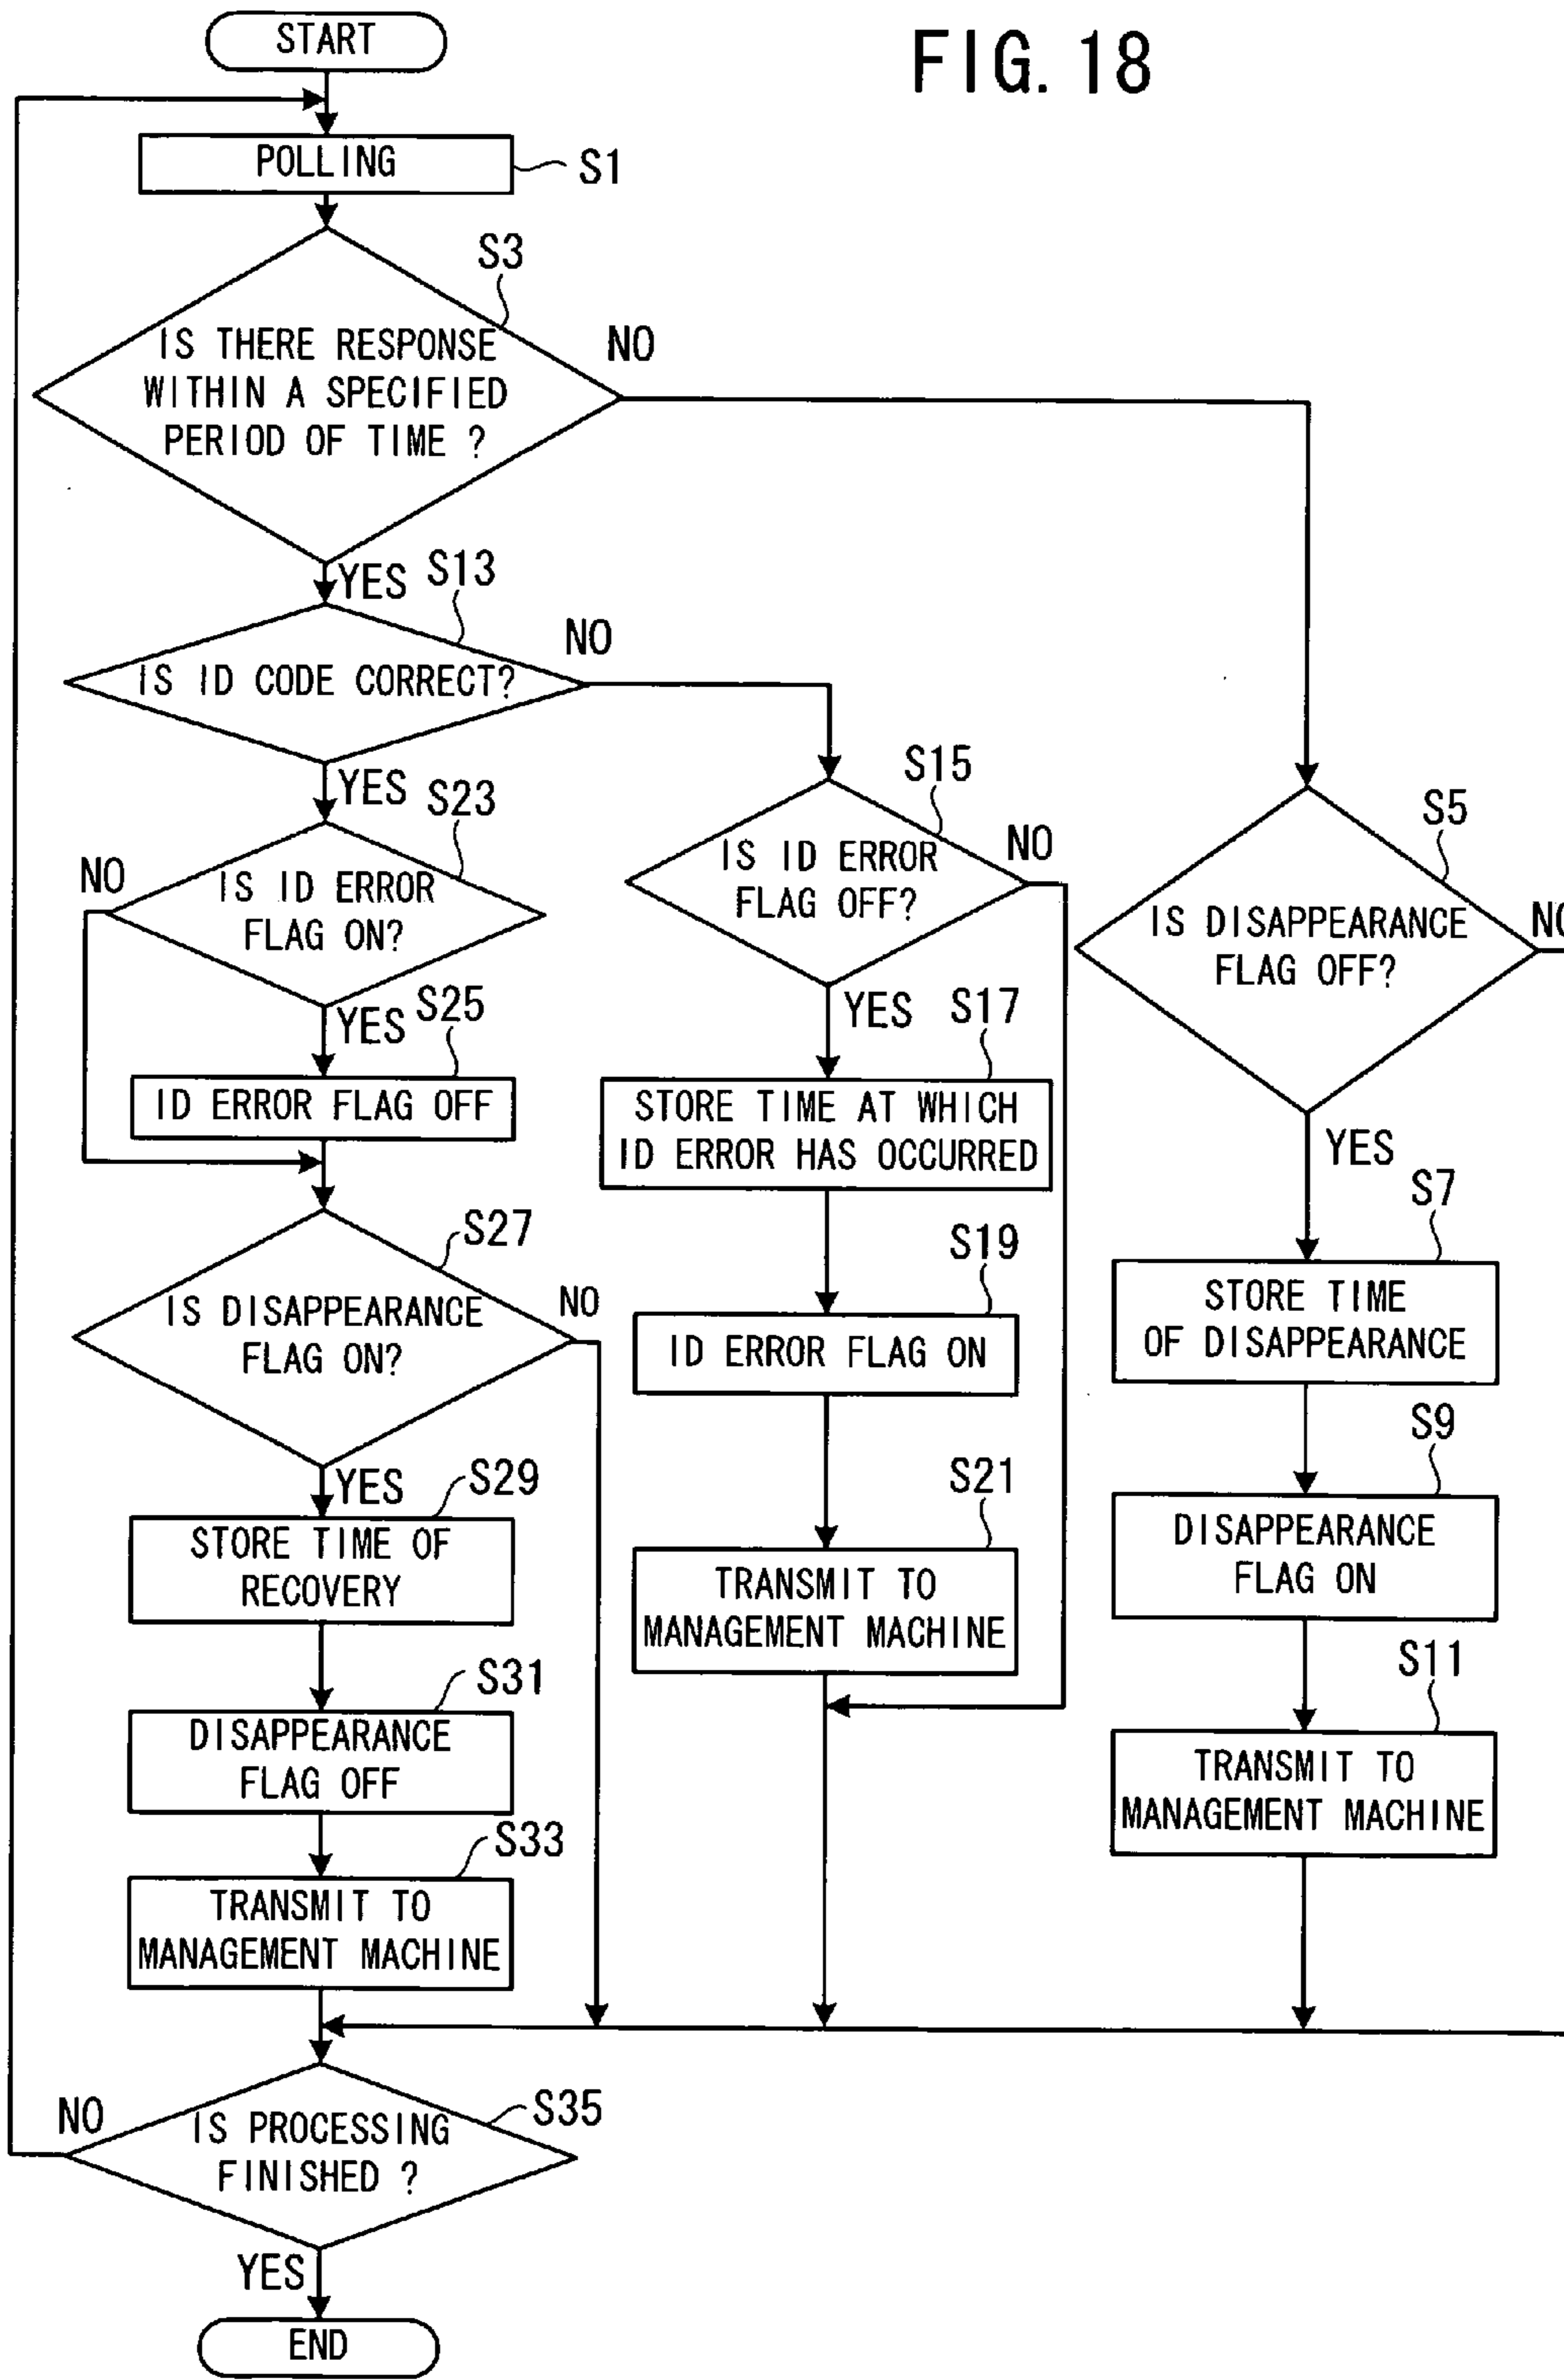 FIG. 18
START
POLLING
S1
S3
IS THERE RESPONSE
WITHIN A SPECIFIED
PERIOD OF TIME ?
NO
YES
S13
IS ID CODE CORRECT?
NO
YES
S23
IS ID ERROR
FLAG ON?
NO
YES
S25
ID ERROR FLAG OFF
S27
IS DISAPPEARANCE
FLAG ON?
NO
YES
S29
STORE TIME OF
RECOVERY
S31
DISAPPEARANCE
FLAG OFF
S33
TRANSMIT TO
MANAGEMENT MACHINE
S15
IS ID ERROR
FLAG OFF?
NO
YES
S17
STORE TIME AT WHICH
ID ERROR HAS OCCURRED
S19
ID ERROR FLAG ON
S21
TRANSMIT TO
MANAGEMENT MACHINE
S5
IS DISAPPEARANCE
FLAG OFF?
NO
YES
S7
STORE TIME
OF DISAPPEARANCE
S9
DISAPPEARANCE
FLAG ON
S11
TRANSMIT TO
MANAGEMENT MACHINE
S35
IS PROCESSING
FINISHED ?
NO
YES
END